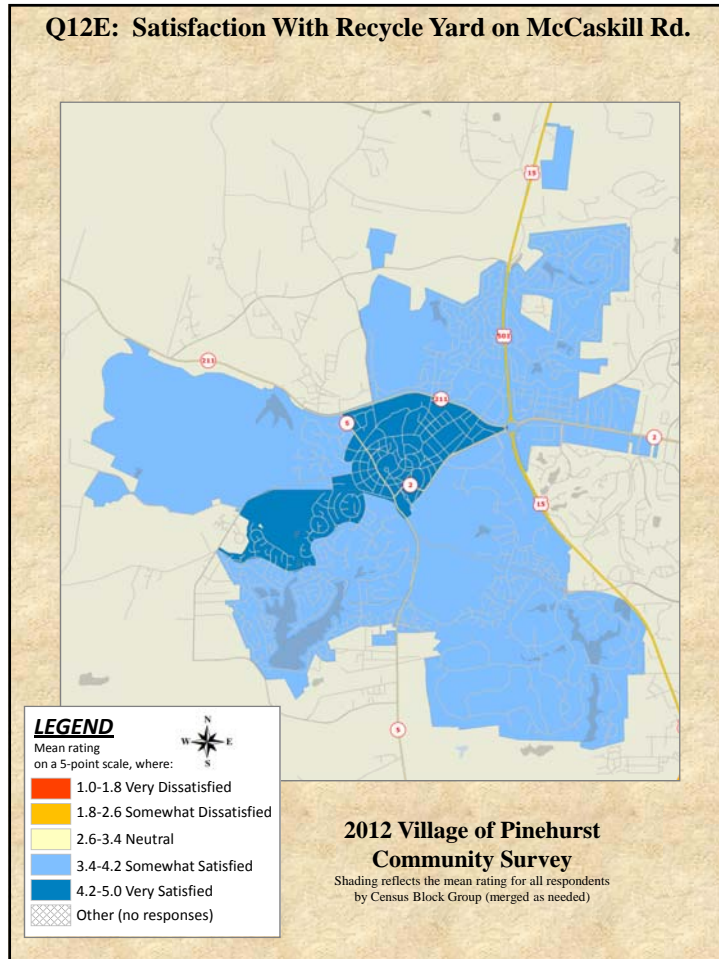 Q12E: Satisfaction With Recycle Yard on McCaskill Rd.
15
501
211
211
5
2
2
15
5
LEGEND
Mean rating
on a 5-point scale, where:
N
W E
S
1.0-1.8 Very Dissatisfied
1.8-2.6 Somewhat Dissatisfied
2.6-3.4 Neutral
3.4-4.2 Somewhat Satisfied
4.2-5.0 Very Satisfied
Other (no responses)
2012 Village of Pinehurst
Community Survey
Shading reflects the mean rating for all respondents
by Census Block Group (merged as needed)